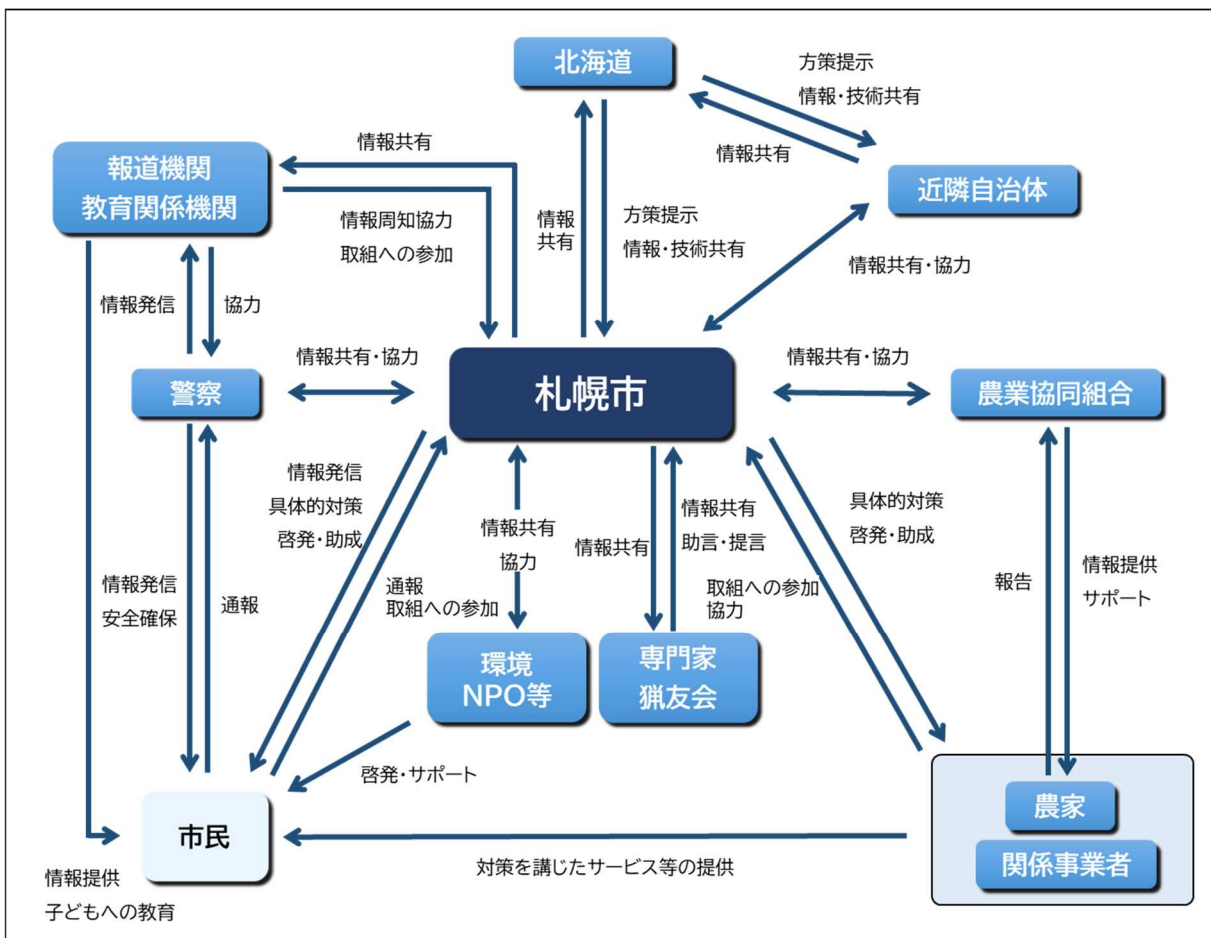 北海道
方策提示
情報・技術共有
情報共有
近隣自治体
報道機関
教育関係機関
情報共有
情報周知協力
取組への参加
情報
共有
方策提示
情報・技術共有
情報共有・協力
情報発信
協力
警察
情報共有・協力
札幌市
情報共有・協力
農業協同組合
情報発信
具体的対策
啓発・助成
情報共有
協力
情報共有
情報共有
助言・提言
具体的対策
啓発・助成
情報発信
安全確保
通報
通報
取組への参加
取組への参加
協力
報告
情報提供
サポート
環境
NPO等
専門家
猟友会
啓発・サポート
市民
農家
関係事業者
対策を講じたサービス等の提供
情報提供
子どもへの教育